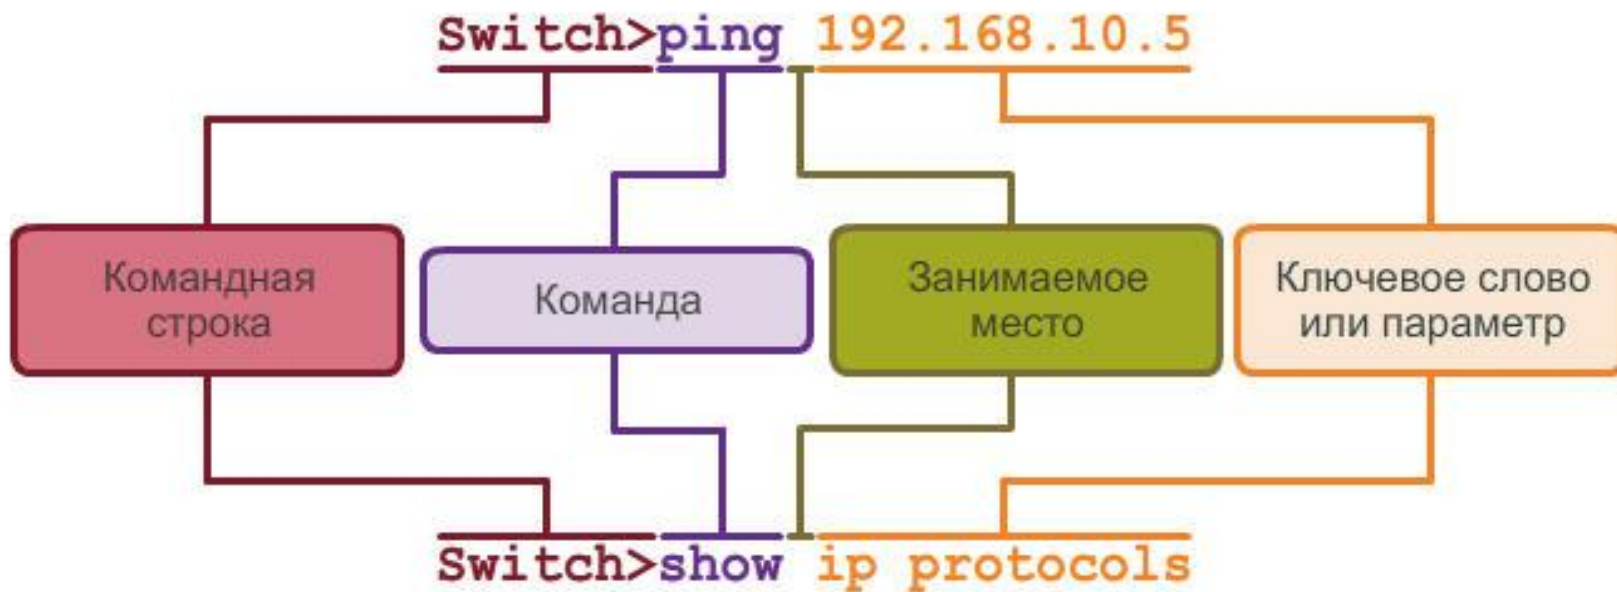 Switch>ping 192.168.10.5
Командная
строка
Команда
Занимаемое
место
Ключевое слово
или параметр
Switch>show ip protocols